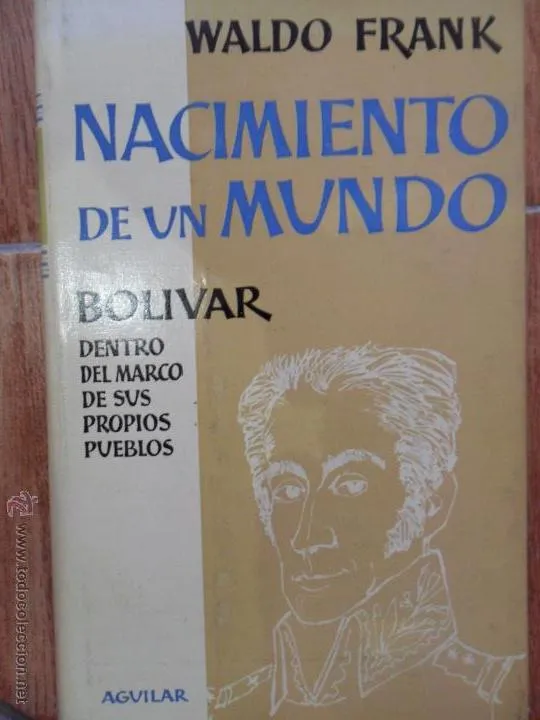 WALDO FRANK
NACIMIENTO
DE UN MUNDO
BOLIVAR
DENTRO
DEL MARCO
DE SUS
PROPIOS
PUEBLOS
AGUILAR
© www.todocoleccion.net